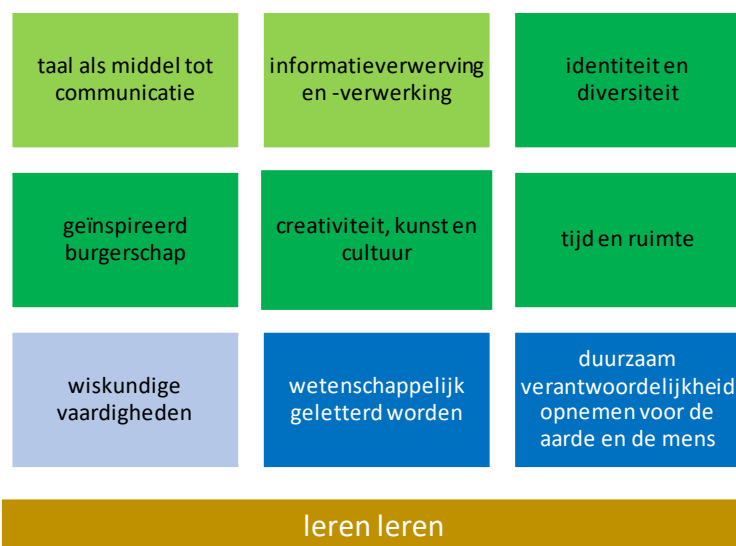 taal als middel tot
communicatie
informatieverwerving
en -verwerking
identiteit en
diversiteit
geïnspireerd
burgerschap
creativiteit, kunst en
cultuur
tijd en ruimte
wiskundige
vaardigheden
wetenschappelijk
geletterd worden
duurzaam
verantwoordelijkheid
opnemen voor de
aarde en de mens
leren leren